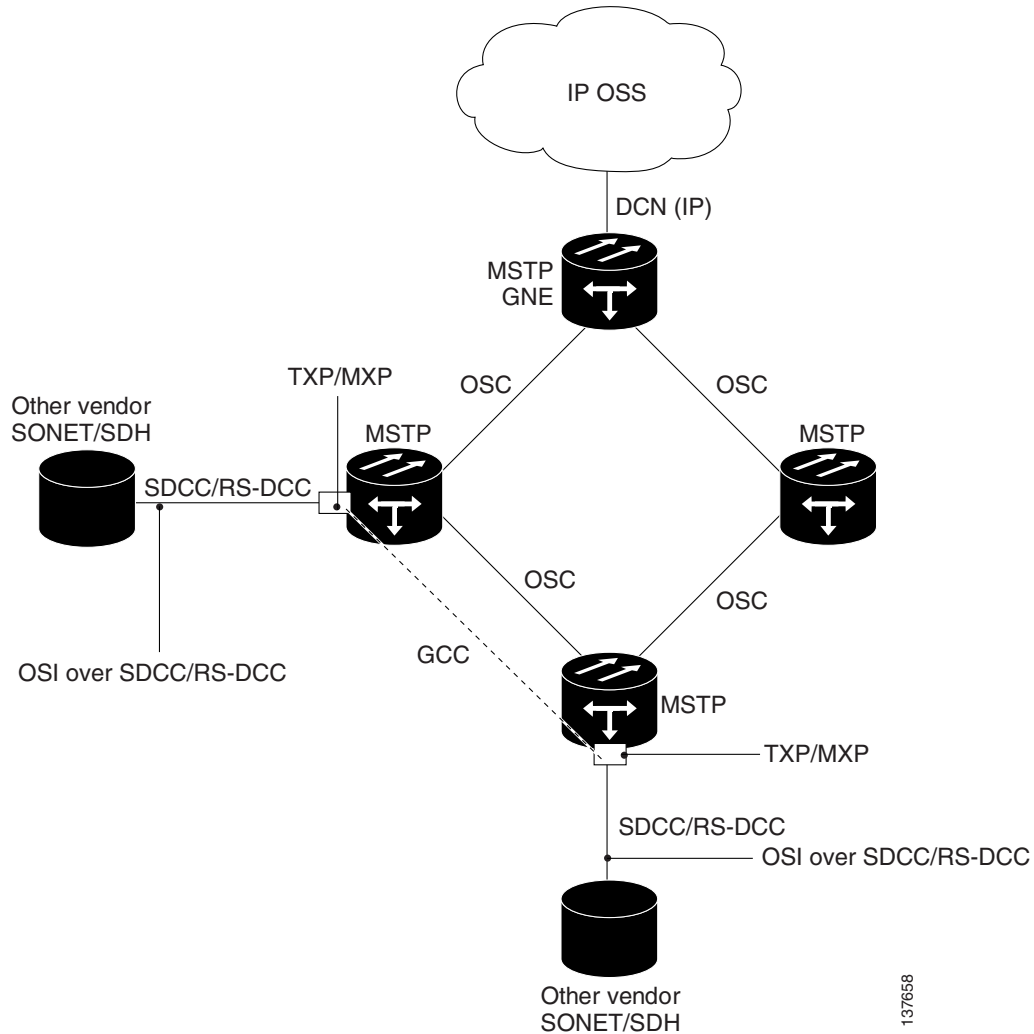 IP OSS
DCN (IP)
MSTP
GNE
TXP/MXP
OSC
OSC
Other vendor
SONET/SDH
MSTP
MSTP
SDCC/RS-DCC
OSC
OSC
GCC
OSI over SDCC/RS-DCC
MSTP
TXP/MXP
SDCC/RS-DCC
OSI over SDCC/RS-DCC
Other vendor
SONET/SDH
137658